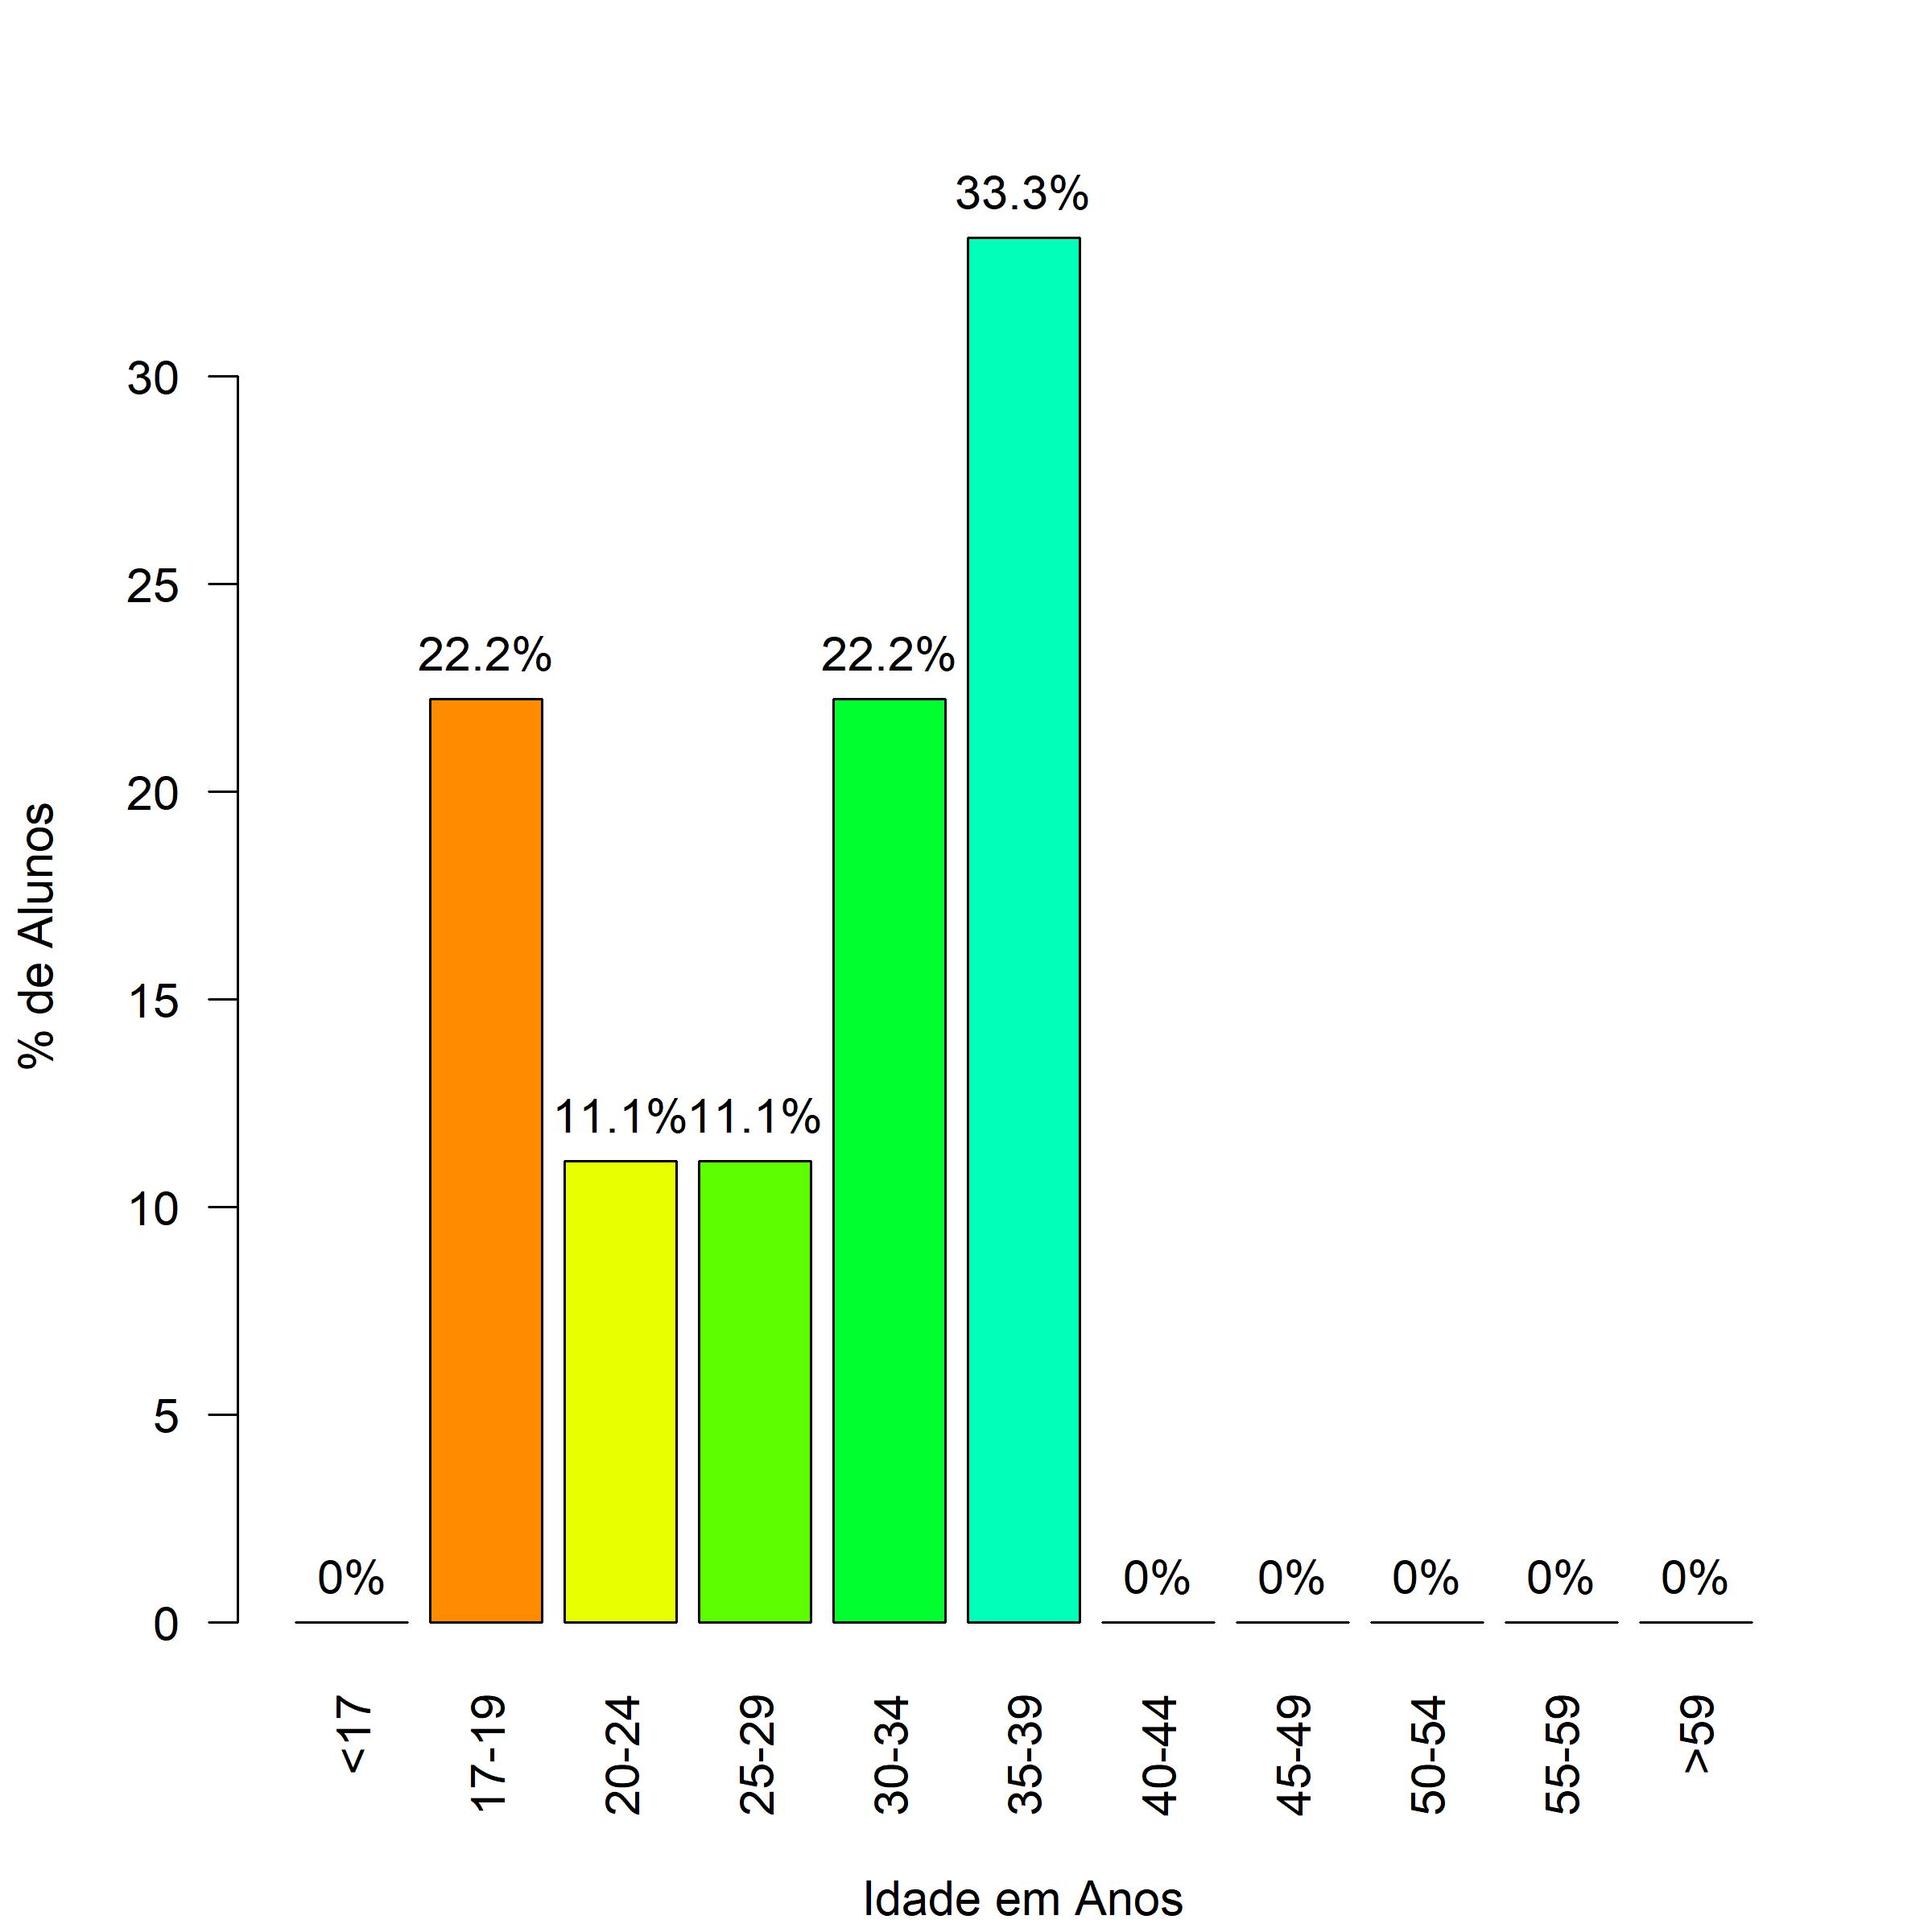 33.3%
30
25
22.2% 22.2%
20
% de Alunos
15
11.1% 11.1%
10
5
0% 0% 0% 0% 0% 0%
0
<17 17-19 20-24 25-29 30-34 35-39 40-44 45-49 50-54 55-59 >59
Idade em Anos